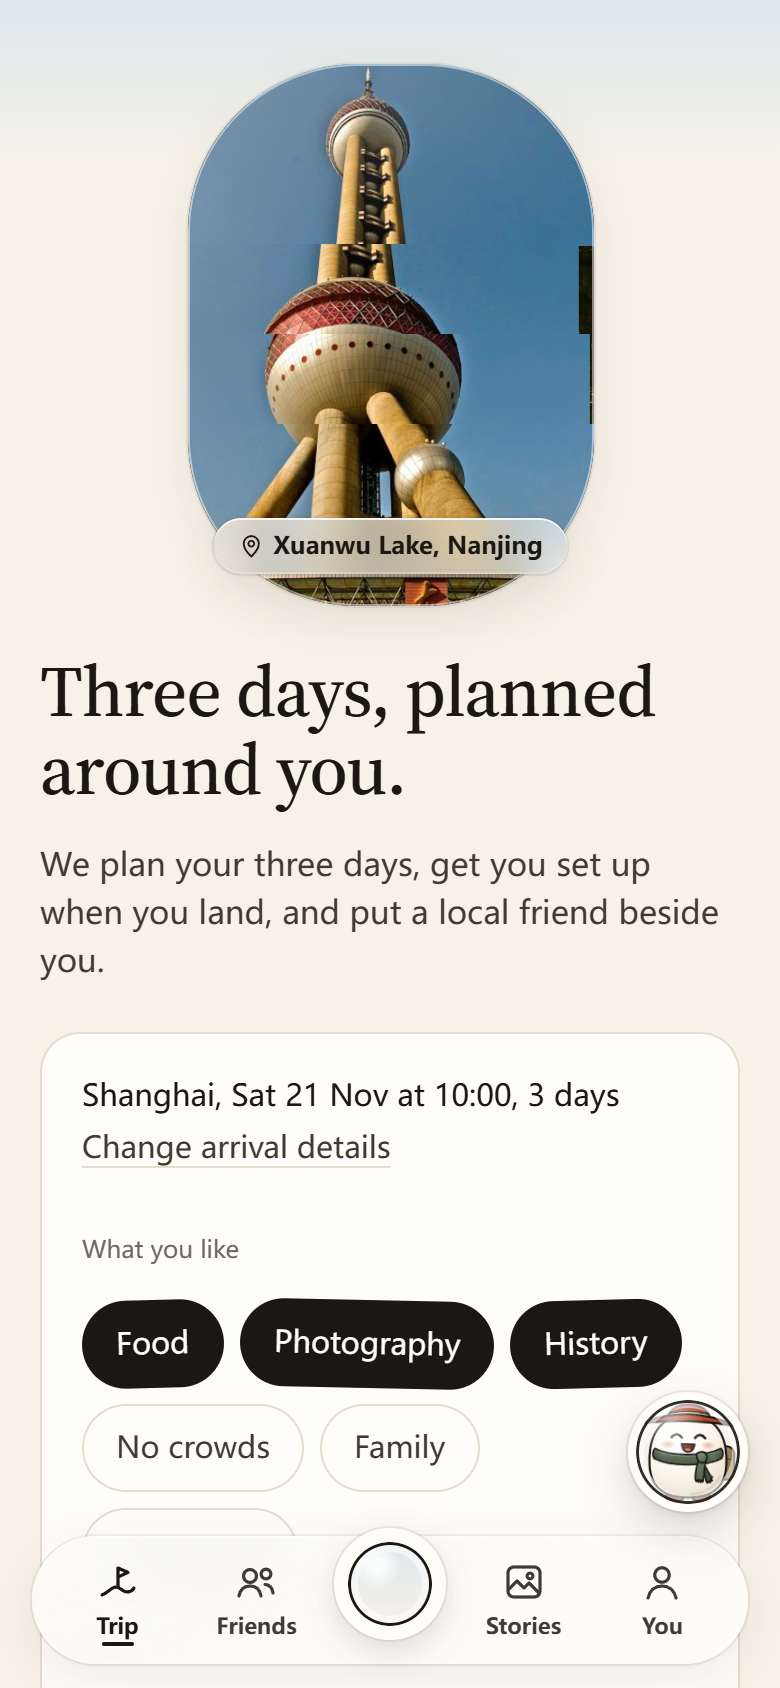 Xuanwu Lake, Nanjing
Three days, planned
around you.
We plan your three days, get you set up
when you land, and put a local friend beside
you.
Shanghai, Sat 21 Nov at 10:00, 3 days
Change arrival details
What you like
Food Photography History
No crowds Family
Trip Friends Stories You